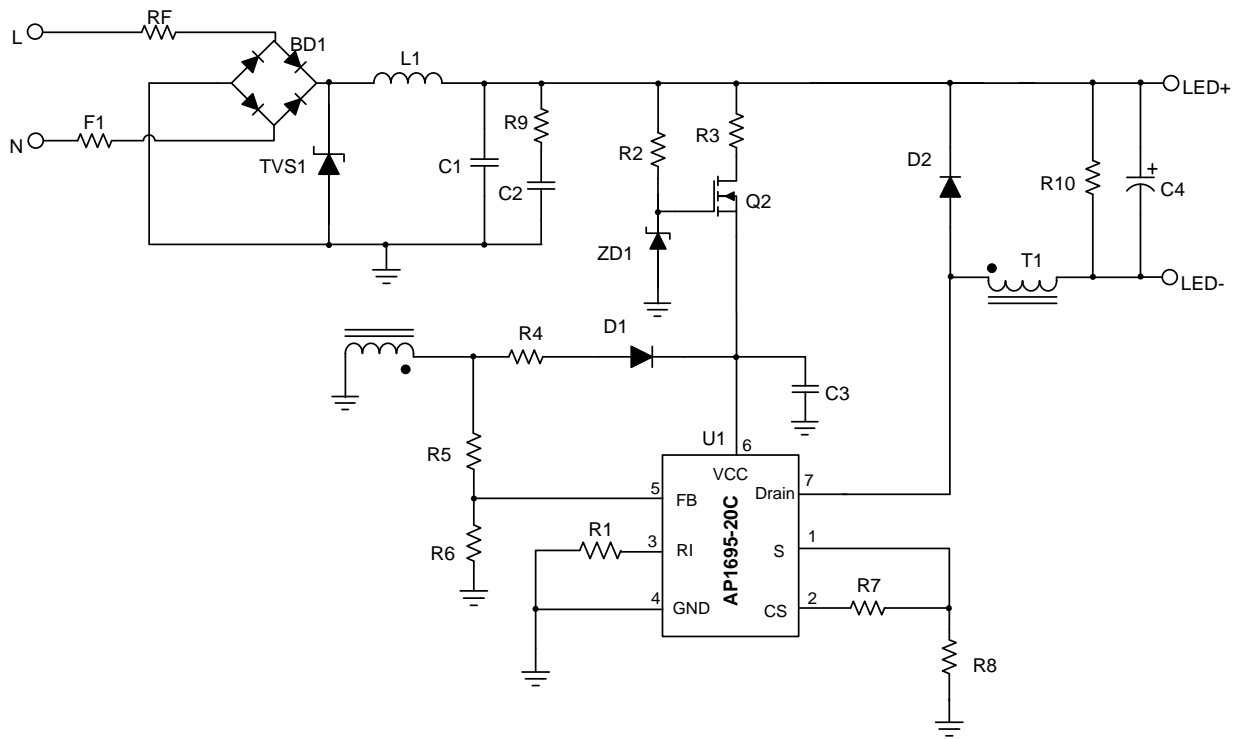 L
RF
BD1
L1
LED+
N
F1
TVS1
C1
R9
C2
R2
R3
Q2
ZD1
D2
R10
+
C4
T1
LED-
R4
D1
C3
U1
6
VCC
R5
5
FB
Drain
7
AP1695-20C
R6
R1
3
RI
S
1
4
GND
CS
2
R7
R8